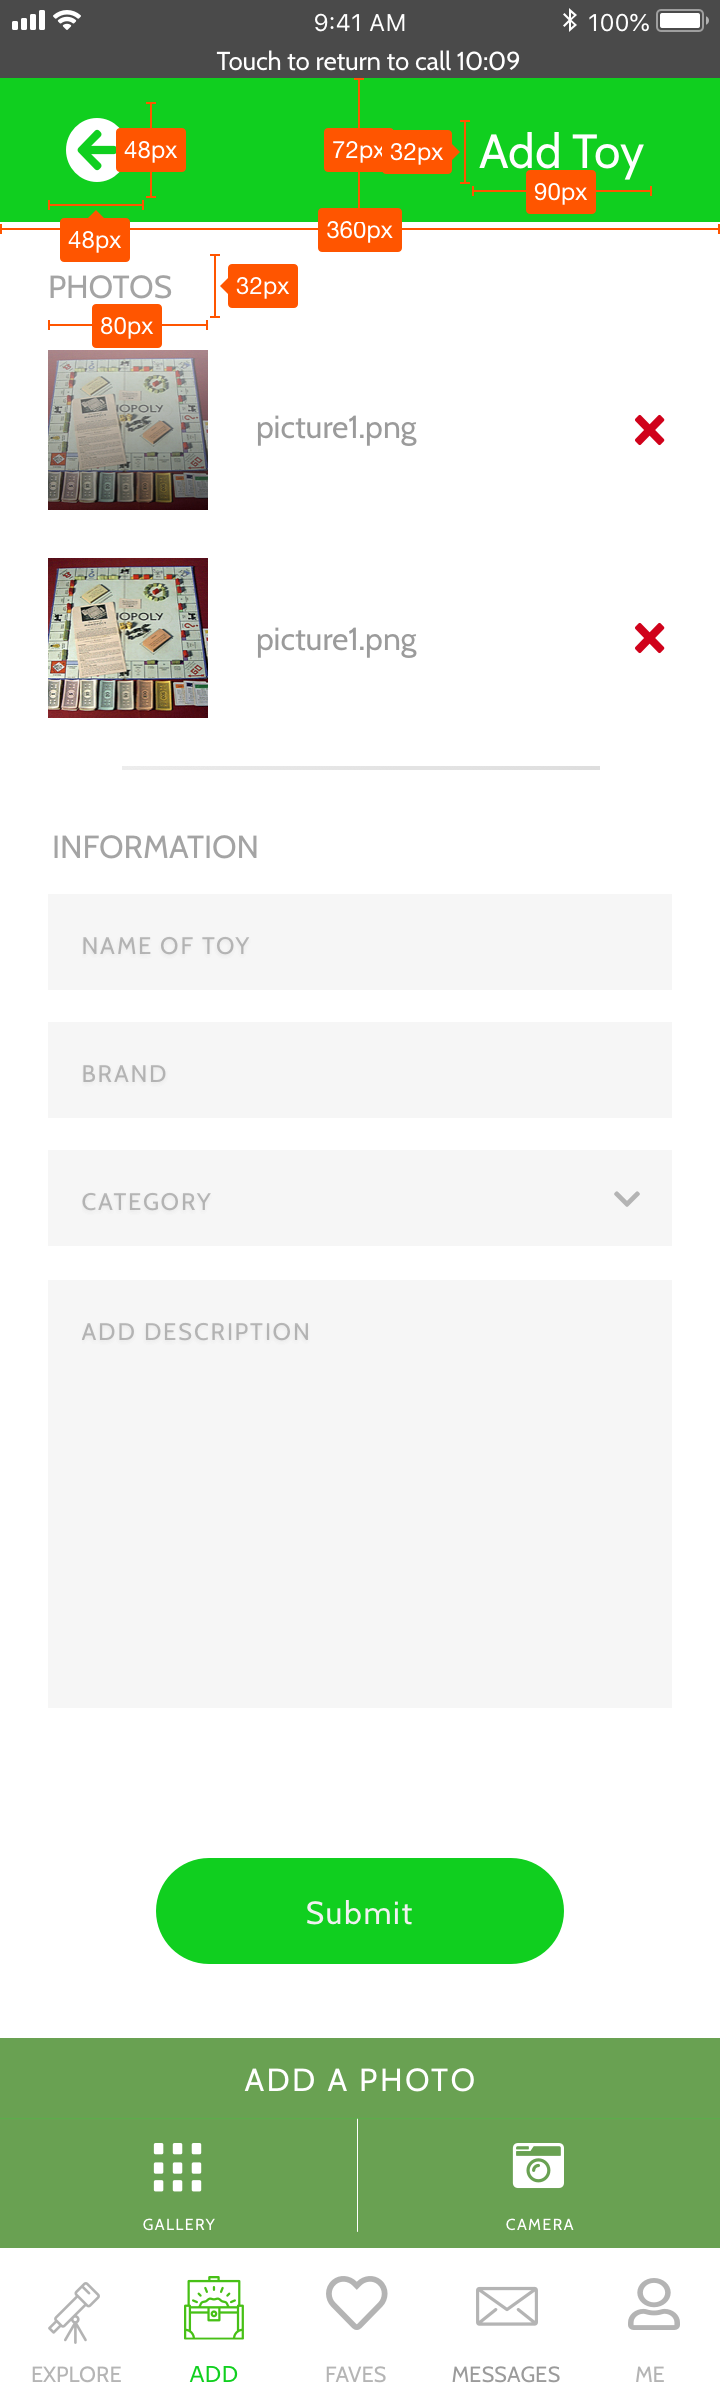 9:41 AM 100%
Touch to return to call 10:09
48px 72px 32px Add Toy
90px
48px 360px
PHOTOS 32px
80px
OPOLY
picture1.png
OPOLY
picture1.png
INFORMATION
NAME OF TOY
BRAND
CATEGORY
ADD DESCRIPTION
Submit
ADD A PHOTO
GALLERY CAMERA
EXPLORE ADD FAVES MESSAGES ME